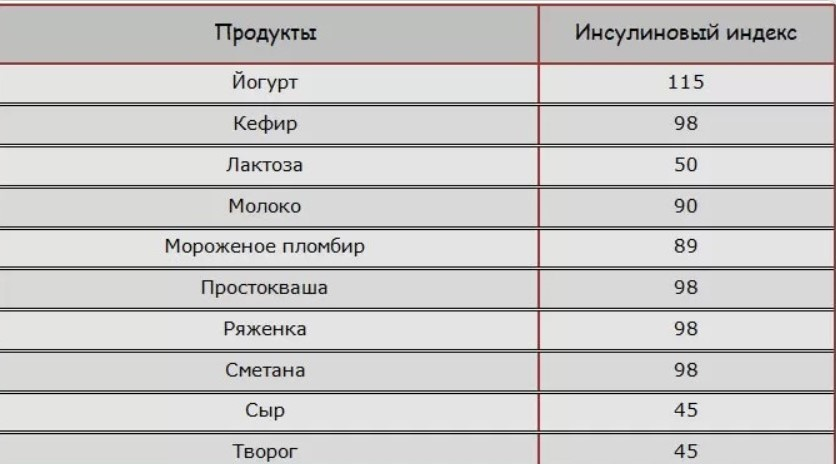 Продукты Инсулиновый индекс
Йогурт 115
Кефир 98
Лактоза 50
Молоко 90
Мороженое пломбир 89
Простокваша 98
Ряженка 98
Сметана 98
Сыр 45
Творог 45